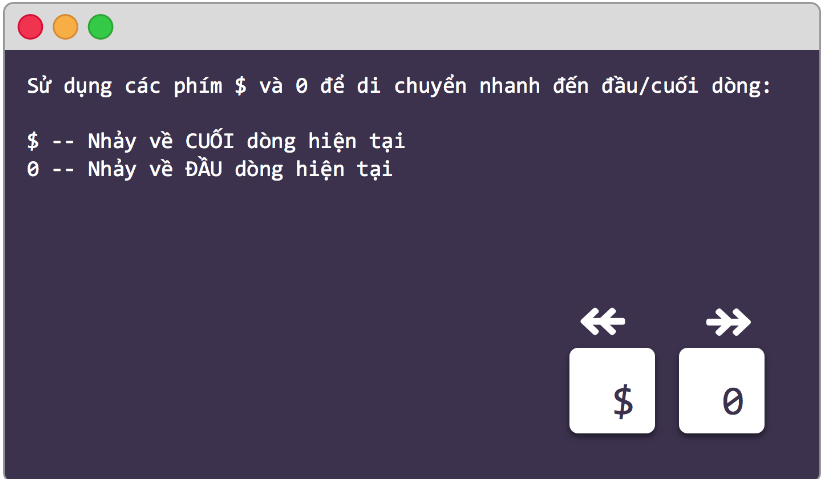 Sử dụng các phím $ và 0 để di chuyển nhanh đến đầu/cuối dòng:
$ -- Nhảy về CUỐI dòng hiện tại
0 -- Nhảy về ĐẦU dòng hiện tại
$ 0